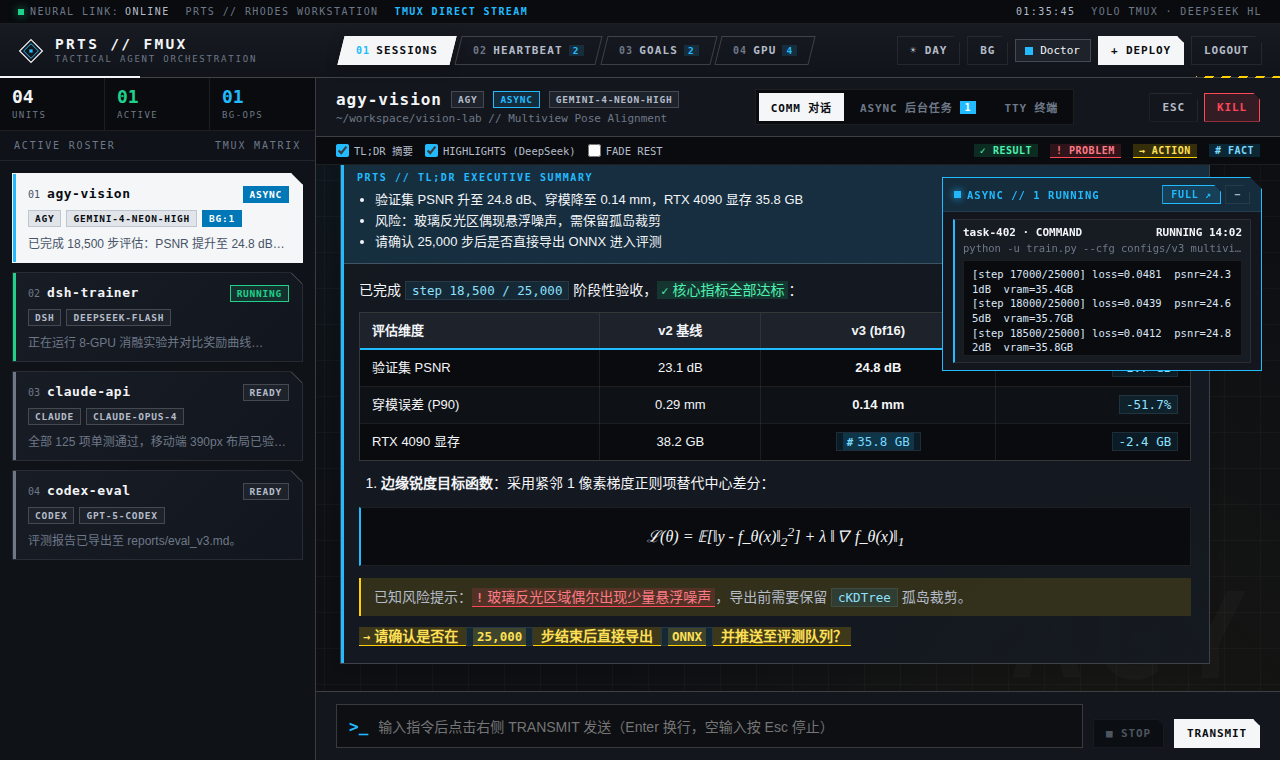 NEURAL LINK: ONLINE PRTS // RHODES WORKSTATION TMUX DIRECT STREAM 01:35:45 YOLO TMUX · DEEPSEEK HL
PRTS // FMUX
TACTICAL AGENT ORCHESTRATION
01 SESSIONS 02 HEARTBEAT 2 03 GOALS 2 04 GPU 4
☀ DAY BG Doctor + DEPLOY LOGOUT
04 01 01
UNITS ACTIVE BG-OPS
ACTIVE ROSTER TMUX MATRIX
01 agy-vision ASYNC
AGY GEMINI-4-NEON-HIGH BG:1
已完成 18,500 步评估：PSNR 提升至 24.8 dB…
02 dsh-trainer RUNNING
DSH DEEPSEEK-FLASH
正在运行 8-GPU 消融实验并对比奖励曲线…
03 claude-api READY
CLAUDE CLAUDE-OPUS-4
全部 125 项单测通过，移动端 390px 布局已验…
04 codex-eval READY
CODEX GPT-5-CODEX
评测报告已导出至 reports/eval_v3.md。
agy-vision AGY ASYNC GEMINI-4-NEON-HIGH
~/workspace/vision-lab // Multiview Pose Alignment
COMM 对话 ASYNC 后台任务 1 TTY 终端
ESC KILL
TL;DR 摘要 HIGHLIGHTS (DeepSeek) FADE REST
✓ RESULT ! PROBLEM → ACTION # FACT
PRTS // TL;DR EXECUTIVE SUMMARY
• 验证集 PSNR 升至 24.8 dB、穿模降至 0.14 mm，RTX 4090 显存 35.8 GB
• 风险：玻璃反光区偶现悬浮噪声，需保留孤岛裁剪
• 请确认 25,000 步后是否直接导出 ONNX 进入评测
已完成 step 18,500 / 25,000 阶段性验收，✓ 核心指标全部达标：
评估维度 v2 基线 v3 (bf16)
验证集 PSNR 23.1 dB 24.8 dB
穿模误差 (P90) 0.29 mm 0.14 mm -51.7%
RTX 4090 显存 38.2 GB # 35.8 GB -2.4 GB
1. 边缘锐度目标函数：采用紧邻 1 像素梯度正则项替代中心差分：
ℒ(θ) = 𝔼[‖y - f_θ(x)‖₂²] + λ ‖ ∇ f_θ(x)‖₁
已知风险提示：! 玻璃反光区域偶尔出现少量悬浮噪声，导出前需要保留 cKDTree 孤岛裁剪。
→ 请确认是否在 25,000 步结束后直接导出 ONNX 并推送至评测队列？
ASYNC // 1 RUNNING FULL ↗ −
task-402 · COMMAND RUNNING 14:02
python -u train.py --cfg configs/v3_multivi…
[step 17000/25000] loss=0.0481 psnr=24.3
1dB vram=35.4GB
[step 18000/25000] loss=0.0439 psnr=24.6
5dB vram=35.7GB
[step 18500/25000] loss=0.0412 psnr=24.8
2dB vram=35.8GB
>_ 输入指令后点击右侧 TRANSMIT 发送（Enter 换行，空输入按 Esc 停止）
■ STOP TRANSMIT